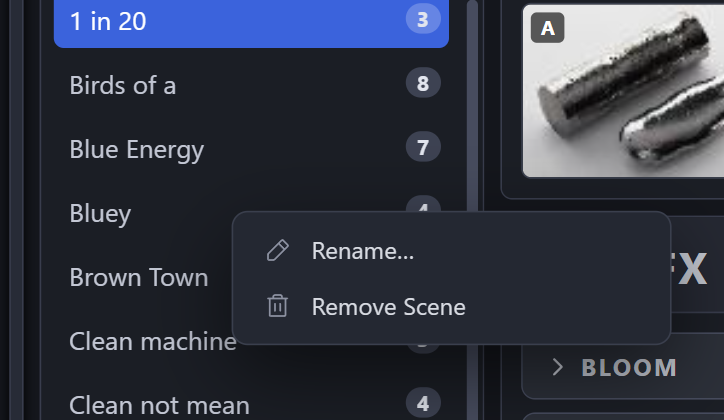 1 in 20
3
A
Birds of a
8
Blue Energy
7
Bluey
Rename...
Brown Town
FX
Remove Scene
Clean machine
BLOOM
Clean not mean
4